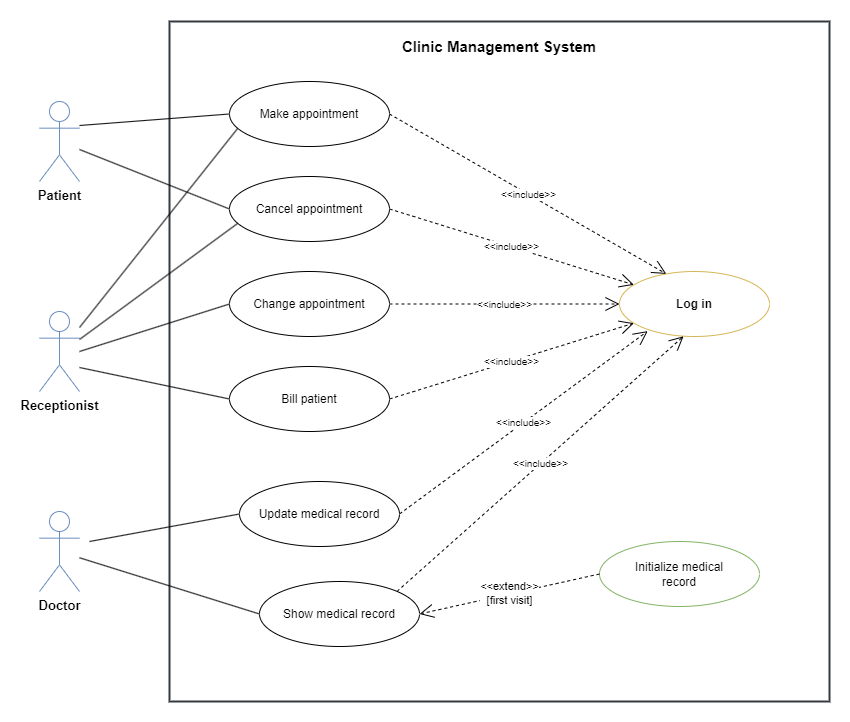 Clinic Management System
Make appointment
Patient
<<include>>
Cancel appointment
<<include>>
Change appointment
<<include>>
Log in
Receptionist
<<include>>
Bill patient
<<include>>
<<include>>
Update medical record
Doctor
Initialize medical
record
<<extend>>
[first visit]
Show medical record